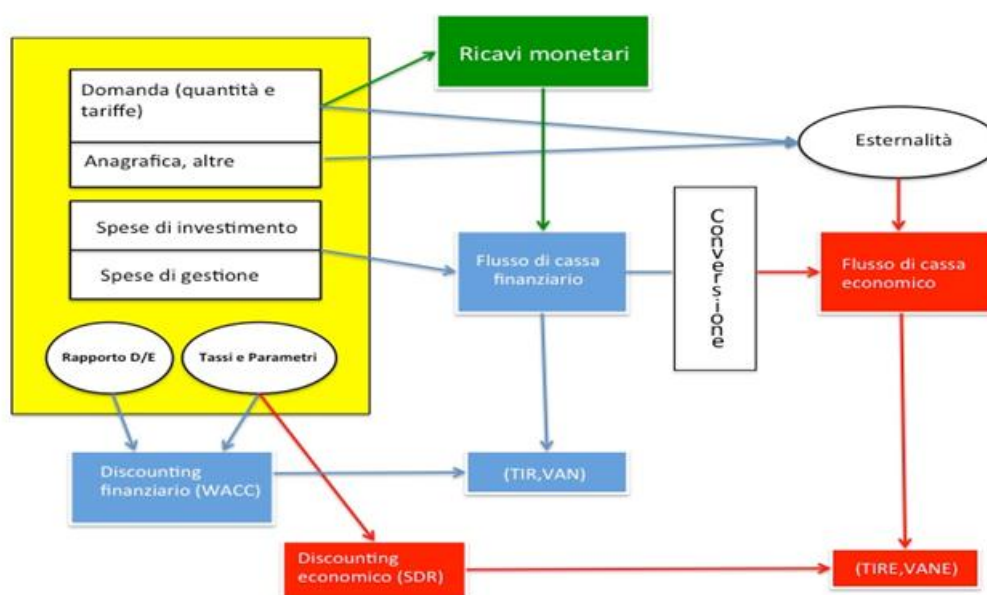 Ricavi monetari
Domanda (quantità e
tariffe)
Anagrafica, altre
Esternalità
Spese di investimento
Spese di gestione
Flusso di cassa
finanziario
Conversione
Flusso di cassa
economico
Rapporto D/E
Tassi e Parametri
Discounting
finanziario (WACC)
(TIR,VAN)
Discounting
economico (SDR)
(TIRE,VANE)